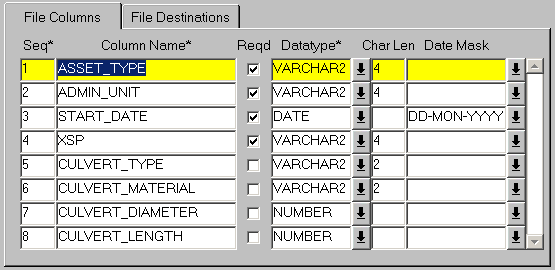 File Columns File Destinations
Seq* Column Name* Reqd Datatype* Char Len Date Mask
1 ASSET_TYPE VARCHAR2 4
2 ADMIN_UNIT VARCHAR2 4
3 START_DATE DATE DD-MON-YYYY
4 XSP VARCHAR2 4
5 CULVERT_TYPE VARCHAR2 2
6 CULVERT_MATERIAL VARCHAR2 2
7 CULVERT_DIAMETER NUMBER
8 CULVERT_LENGTH NUMBER